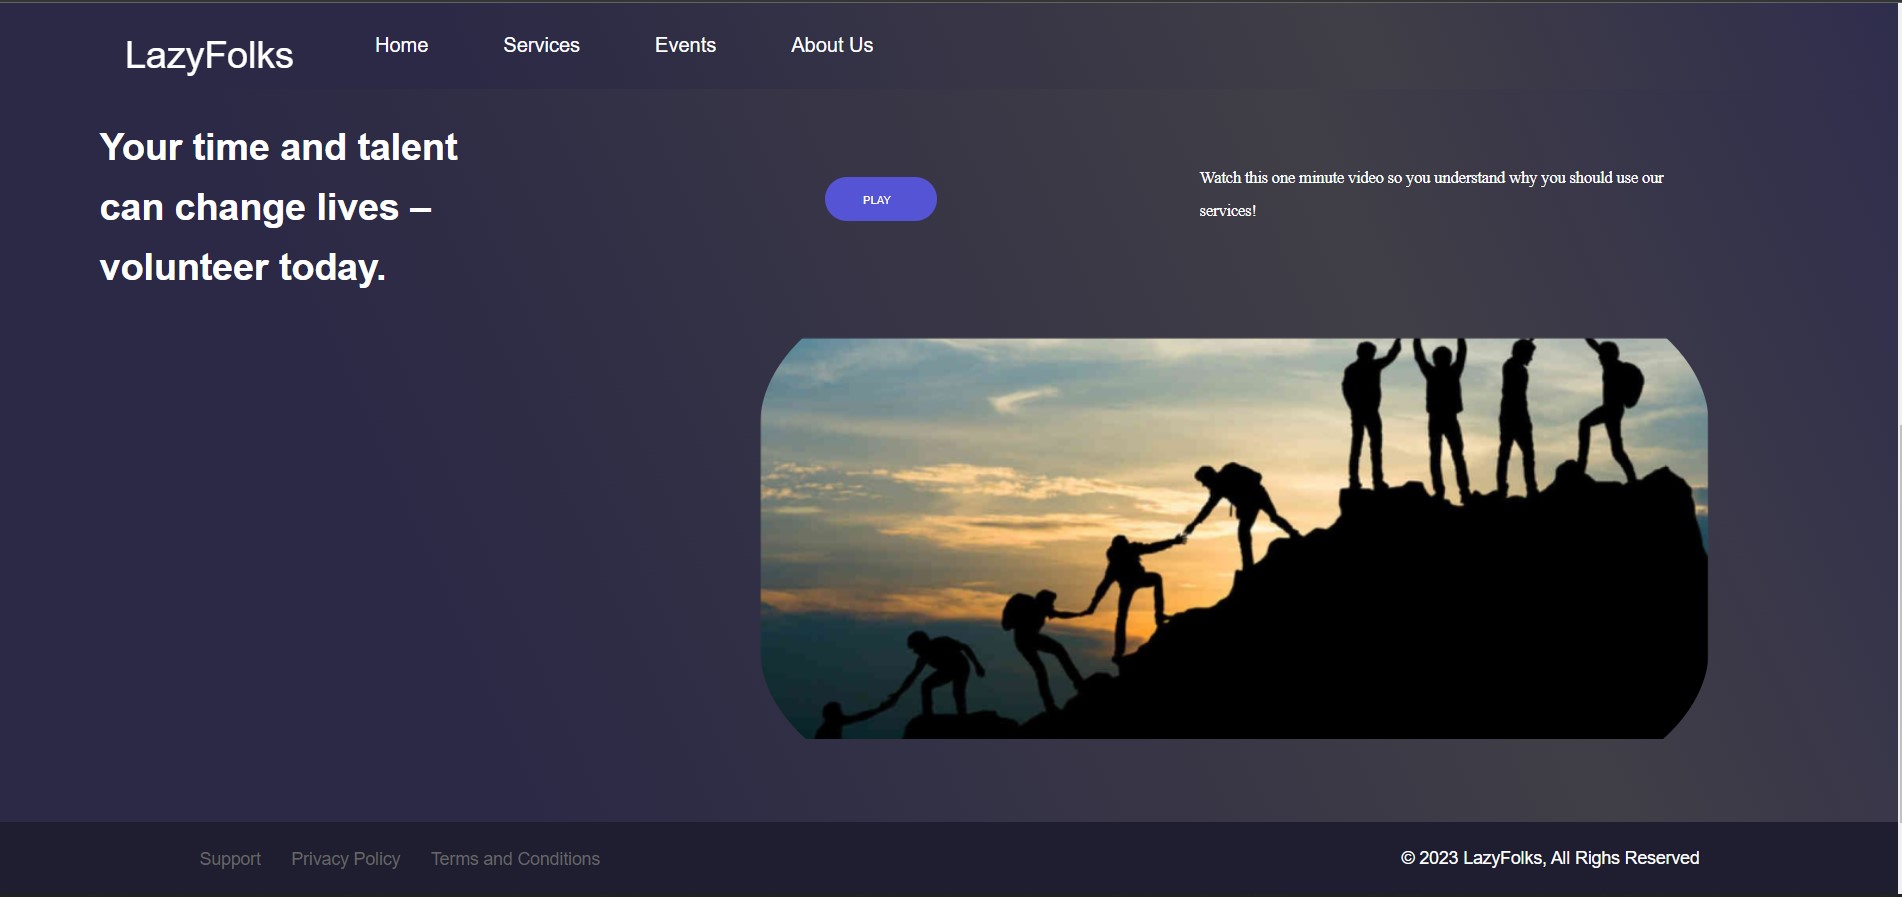 LazyFolks
Home
Services
Events
About Us
Your time and talent
can change lives –
volunteer today.
PLAY
Watch this one minute video so you understand why you should use our
services!
Support
Privacy Policy
Terms and Conditions
© 2023 LazyFolks, All Righs Reserved